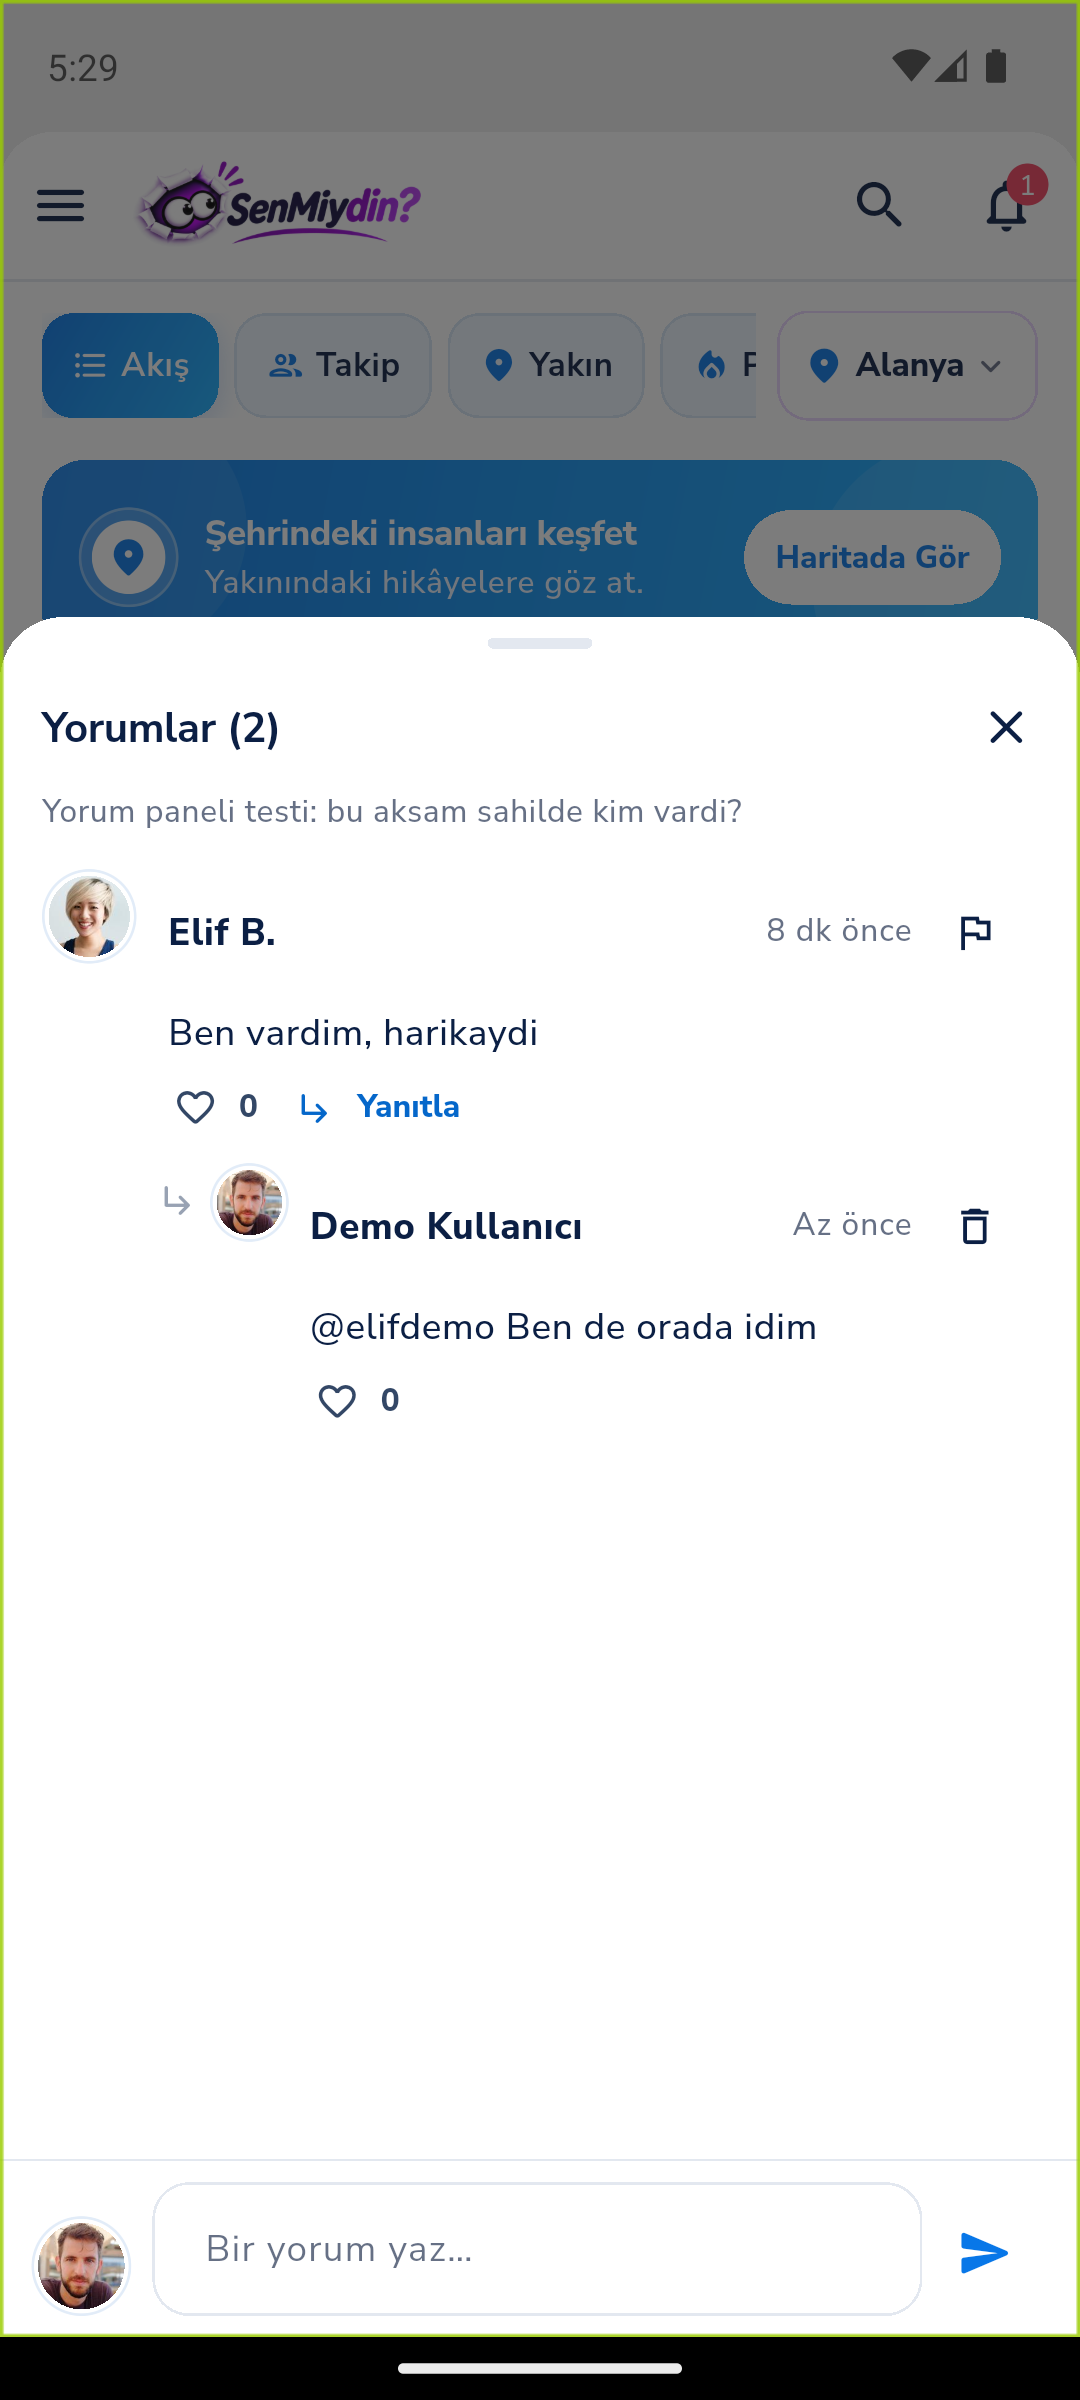 5:29
SenMiydin?
1
Akış
Takip
Yakın
Alanya
Şehrindeki insanları keşfet
Yakınındaki hikâyelere göz at.
Haritada Gör
Yorumlar (2)
Yorum paneli testi: bu aksam sahilde kim vardi?
Elif B.
8 dk önce
Ben vardim, harikaydi
0
Yanıtla
Demo Kullanıcı
Az önce
@elifdemo Ben de orada idim
0
Bir yorum yaz...